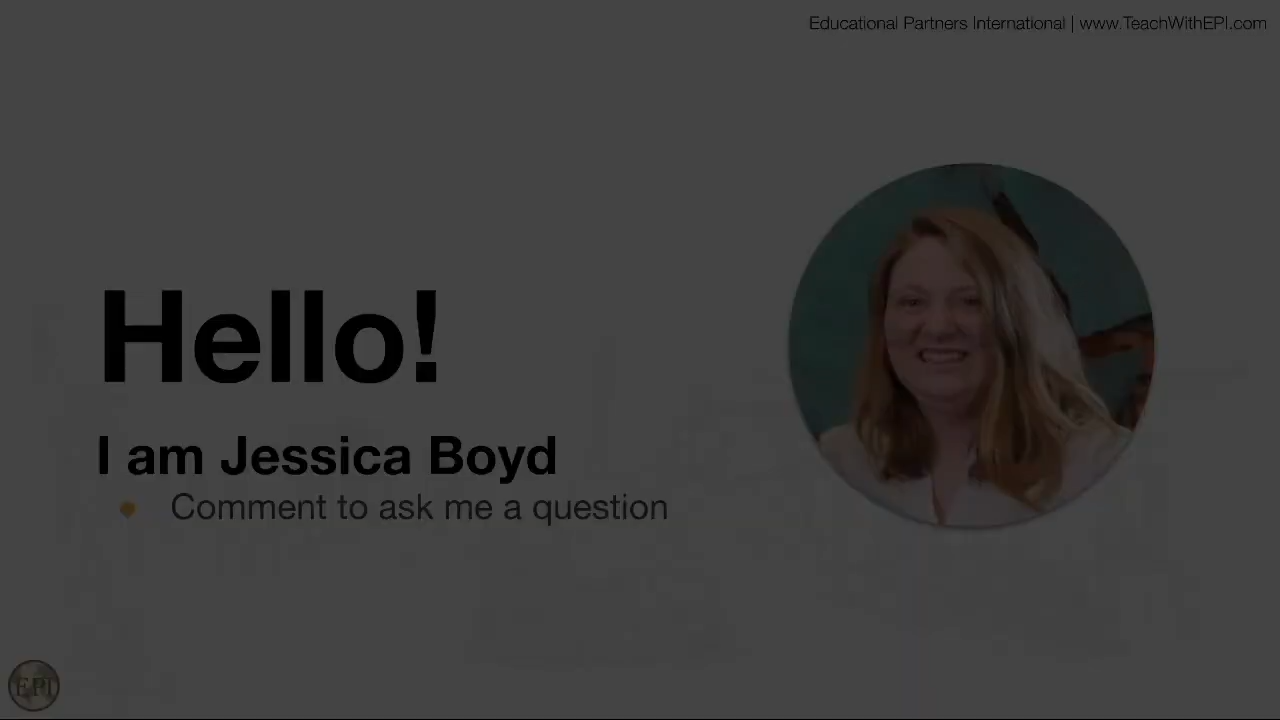 Educational Partners International | www.TeachWithEPI.com
Hello!
I am Jessica Boyd
Comment to ask me a question
EPI